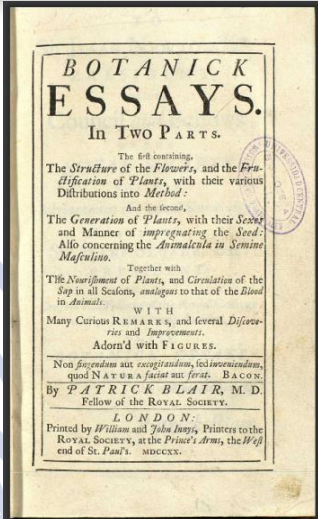 BOTANICK
ESSAYS.
In Two PARTS.
The first containing,
The Structure of the Flowers, and the Fru-
ctification of Plants, with their various
Distributions into Method:
And the second,
The Generation of Plants, with their Sexes
and Manner of impregnating the Seed:
Also concerning the Animalcula in Semine
Masculino.
Together with
The Nourishment of Plants, and Circulation of the
Sap in all Seasons, analogous to that of the Blood
in Animals.
WITH
Many Curious REMARKS, and several Discove-
ries and Improvements.
Adorn'd with FIGURES.
Non fingendum aut excogitandum, sed inveniendum,
quod NATURA faciat aut ferat. BACON.
By PATRICK BLAIR, M. D.
Fellow of the ROYAL SOCIETY.
LONDON:
Printed by William and John Innys, Printers to the
ROYAL SOCIETY, at the Prince's Arms, the West
end of St. Paul's. MDCCXX.